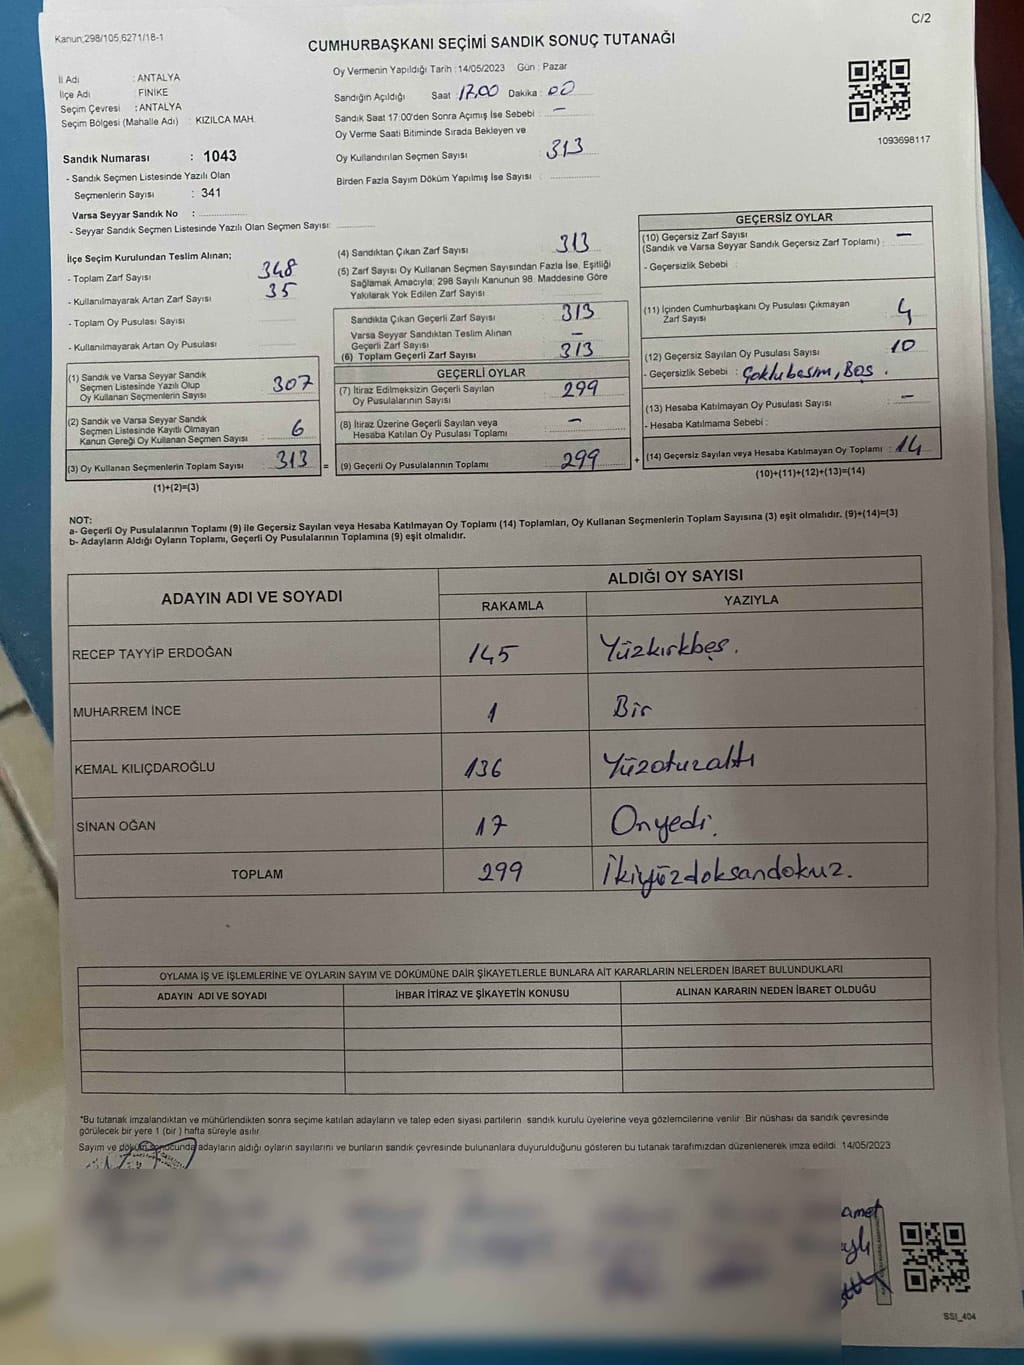 C/2
Kanun;298/105,6271/18-1
CUMHURBAŞKANI SEÇİMİ SANDIK SONUÇ TUTANAĞI
İl Adı : ANTALYA
İlçe Adı : FİNİKE
Seçim Çevresi : ANTALYA
Seçim Bölgesi (Mahalle Adı) : KIZILCA MAH.
Sandık Numarası : 1043
- Sandık Seçmen Listesinde Yazılı Olan
Seçmenlerin Sayısı : 341
Varsa Seyyar Sandık No :
- Seyyar Sandık Seçmen Listesinde Yazılı Olan Seçmen Sayısı:
Oy Vermenin Yapıldığı Tarih : 14/05/2023 Gün : Pazar
Sandığın Açıldığı Saat : 17,00 Dakika : 00
Sandık Saat 17:00'den Sonra Açımış İse Sebebi : -
Oy Verme Saati Bitiminde Sırada Bekleyen ve
Oy Kullandırılan Seçmen Sayısı : 313
Birden Fazla Sayım Döküm Yapılmış İse Sayısı :
1093698117
İlçe Seçim Kurulundan Teslim Alınan;
- Toplam Zarf Sayısı 348
- Kullanılmayarak Artan Zarf Sayısı 35
- Toplam Oy Pusulası Sayısı
- Kullanılmayarak Artan Oy Pusulası
(1) Sandık ve Varsa Seyyar Sandık
Seçmen Listesinde Yazılı Olup
Oy Kullanan Seçmenlerin Sayısı 307
(2) Sandık ve Varsa Seyyar Sandık
Seçmen Listesinde Kayıtlı Olmayan
Kanun Gereği Oy Kullanan Seçmen Sayısı 6
(3) Oy Kullanan Seçmenlerin Toplam Sayısı 313 =
(1)+(2)=(3)
(4) Sandıktan Çıkan Zarf Sayısı 313
(5) Zarf Sayısı Oy Kullanan Seçmen Sayısından Fazla İse, Eşitliği
Sağlamak Amacıyla; 298 Sayılı Kanunun 98. Maddesine Göre
Yakılarak Yok Edilen Zarf Sayısı
Sandıkta Çıkan Geçerli Zarf Sayısı 313
Varsa Seyyar Sandıktan Teslim Alınan
Geçerli Zarf Sayısı -
(6) Toplam Geçerli Zarf Sayısı 313
GEÇERLİ OYLAR
(7) İtiraz Edilmeksizin Geçerli Sayılan
Oy Pusulalarının Sayısı 299
(8) İtiraz Üzerine Geçerli Sayılan veya
Hesaba Katılan Oy Pusulası Toplamı -
(9) Geçerli Oy Pusulalarının Toplamı 299 +
GEÇERSİZ OYLAR
(10) Geçersiz Zarf Sayısı
(Sandık ve Varsa Seyyar Sandık Geçersiz Zarf Toplamı) : -
- Geçersizlik Sebebi :
(11) İçinden Cumhurbaşkanı Oy Pusulası Çıkmayan
Zarf Sayısı 4
(12) Geçersiz Sayılan Oy Pusulası Sayısı 10
- Geçersizlik Sebebi : Çoklubasım, Boş.
(13) Hesaba Katılmayan Oy Pusulası Sayısı -
- Hesaba Katılmama Sebebi :
(14) Geçersiz Sayılan veya Hesaba Katılmayan Oy Toplamı : 14
(10)+(11)+(12)+(13)=(14)
NOT:
a- Geçerli Oy Pusulalarının Toplamı (9) ile Geçersiz Sayılan veya Hesaba Katılmayan Oy Toplamı (14) Toplamları, Oy Kullanan Seçmenlerin Toplam Sayısına (3) eşit olmalıdır. (9)+(14)=(3)
b- Adayların Aldığı Oyların Toplamı, Geçerli Oy Pusulalarının Toplamına (9) eşit olmalıdır.
ADAYIN ADI VE SOYADI ALDIĞI OY SAYISI
RAKAMLA YAZIYLA
RECEP TAYYİP ERDOĞAN 145 Yüzkırkbeş.
MUHARREM İNCE 1 Bir
KEMAL KILIÇDAROĞLU 136 Yüzotuzaltı
SİNAN OĞAN 17 Onyedi.
TOPLAM 299 İkiyüzdoksandokuz.
OYLAMA İŞ VE İŞLEMLERİNE VE OYLARIN SAYIM VE DÖKÜMÜNE DAİR ŞİKAYETLERLE BUNLARA AİT KARARLARIN NELERDEN İBARET BULUNDUKLARI
ADAYIN ADI VE SOYADI İHBAR İTİRAZ VE ŞİKAYETİN KONUSU ALINAN KARARIN NEDEN İBARET OLDUĞU
*Bu tutanak imzalandıktan ve mühürlendikten sonra seçime katılan adayların ve talep eden siyasi partilerin sandık kurulu üyelerine veya gözlemcilerine verilir. Bir nüshası da sandık çevresinde
görülecek bir yere 1 (bir) hafta süreyle asılır.
Sayım ve döküm sonucunda adayların aldığı oyların sayılarını ve bunların sandık çevresinde bulunanlara duyurulduğunu gösteren bu tutanak tarafımızdan düzenlenerek imza edildi. 14/05/2023
SSI_404